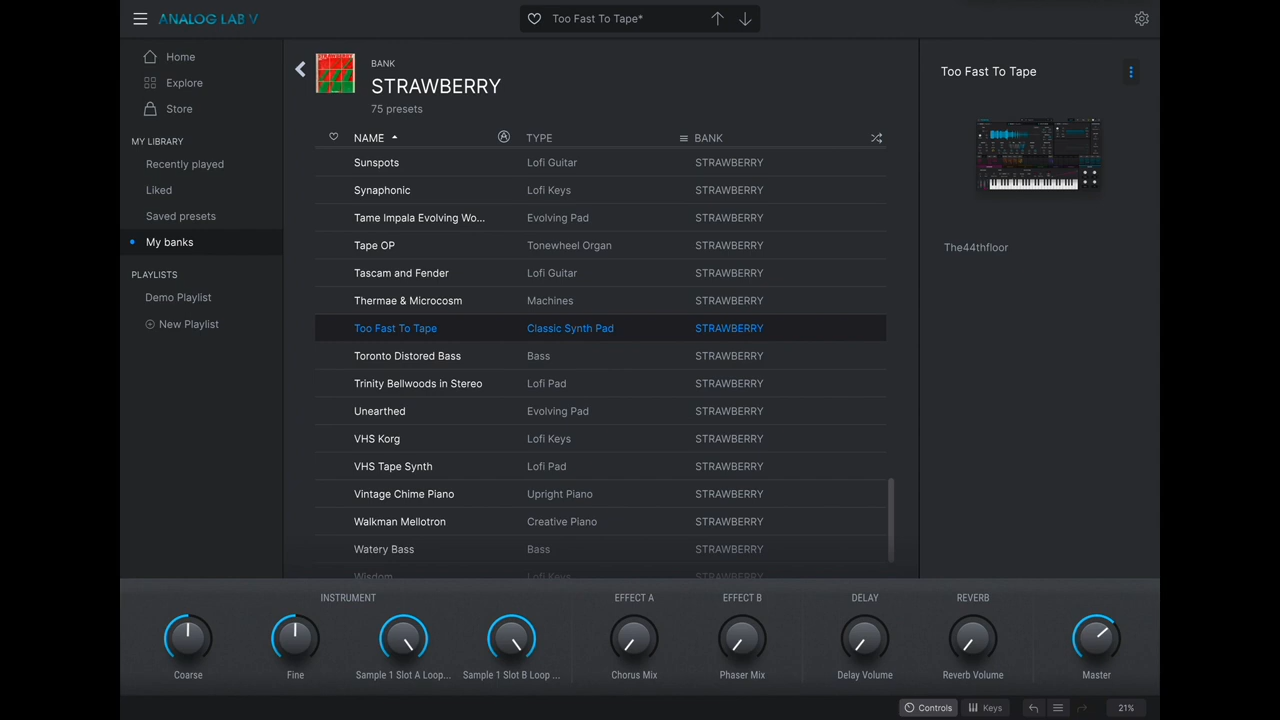 ANALOG LAB V
Too Fast To Tape*
Home
Explore
Store
MY LIBRARY
Recently played
Liked
Saved presets
My banks
PLAYLISTS
Demo Playlist
New Playlist
BANK
STRAWBERRY
75 presets
NAME TYPE BANK
Sunspots Lofi Guitar STRAWBERRY
Synaphonic Lofi Keys STRAWBERRY
Tame Impala Evolving Wo... Evolving Pad STRAWBERRY
Tape OP Tonewheel Organ STRAWBERRY
Tascam and Fender Lofi Guitar STRAWBERRY
Thermae & Microcosm Machines STRAWBERRY
Too Fast To Tape Classic Synth Pad STRAWBERRY
Toronto Distored Bass Bass STRAWBERRY
Trinity Bellwoods in Stereo Lofi Pad STRAWBERRY
Unearthed Evolving Pad STRAWBERRY
VHS Korg Lofi Keys STRAWBERRY
VHS Tape Synth Lofi Pad STRAWBERRY
Vintage Chime Piano Upright Piano STRAWBERRY
Walkman Mellotron Creative Piano STRAWBERRY
Watery Bass Bass STRAWBERRY
Wisdom Lofi Keys STRAWBERRY
Too Fast To Tape
The44thfloor
INSTRUMENT EFFECT A EFFECT B DELAY REVERB
Coarse Fine Sample 1 Slot A Loop... Sample 1 Slot B Loop ... Chorus Mix Phaser Mix Delay Volume Reverb Volume Master
Controls Keys 21%